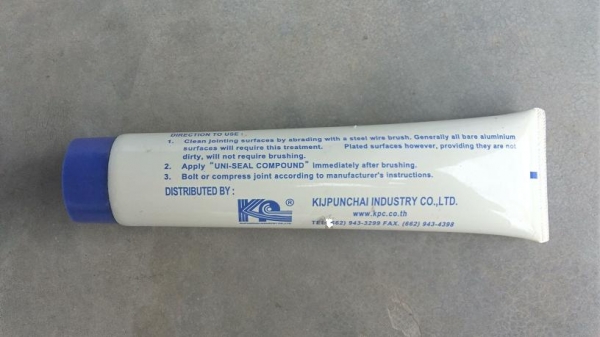 DIRECTION TO USE :
1. Clean jointing surfaces by abrading with a steel wire brush. Generally all bare aluminium
surfaces will require this treatment. Plated surfaces however, providing they are not
dirty, will not require brushing.
2. Apply "UNI-SEAL COMPOUND" immediately after brushing.
3. Bolt or compress joint according to manufacturer's instructions.
DISTRIBUTED BY :
KPC ®
KIJPUNCHAI INDUSTRY CO.,LTD.
www.kpc.co.th
943-3299 FAX. (662) 943-4398